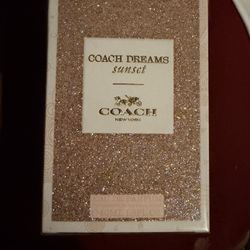 COACH DREAMS
sunset
COACH
NEW YORK